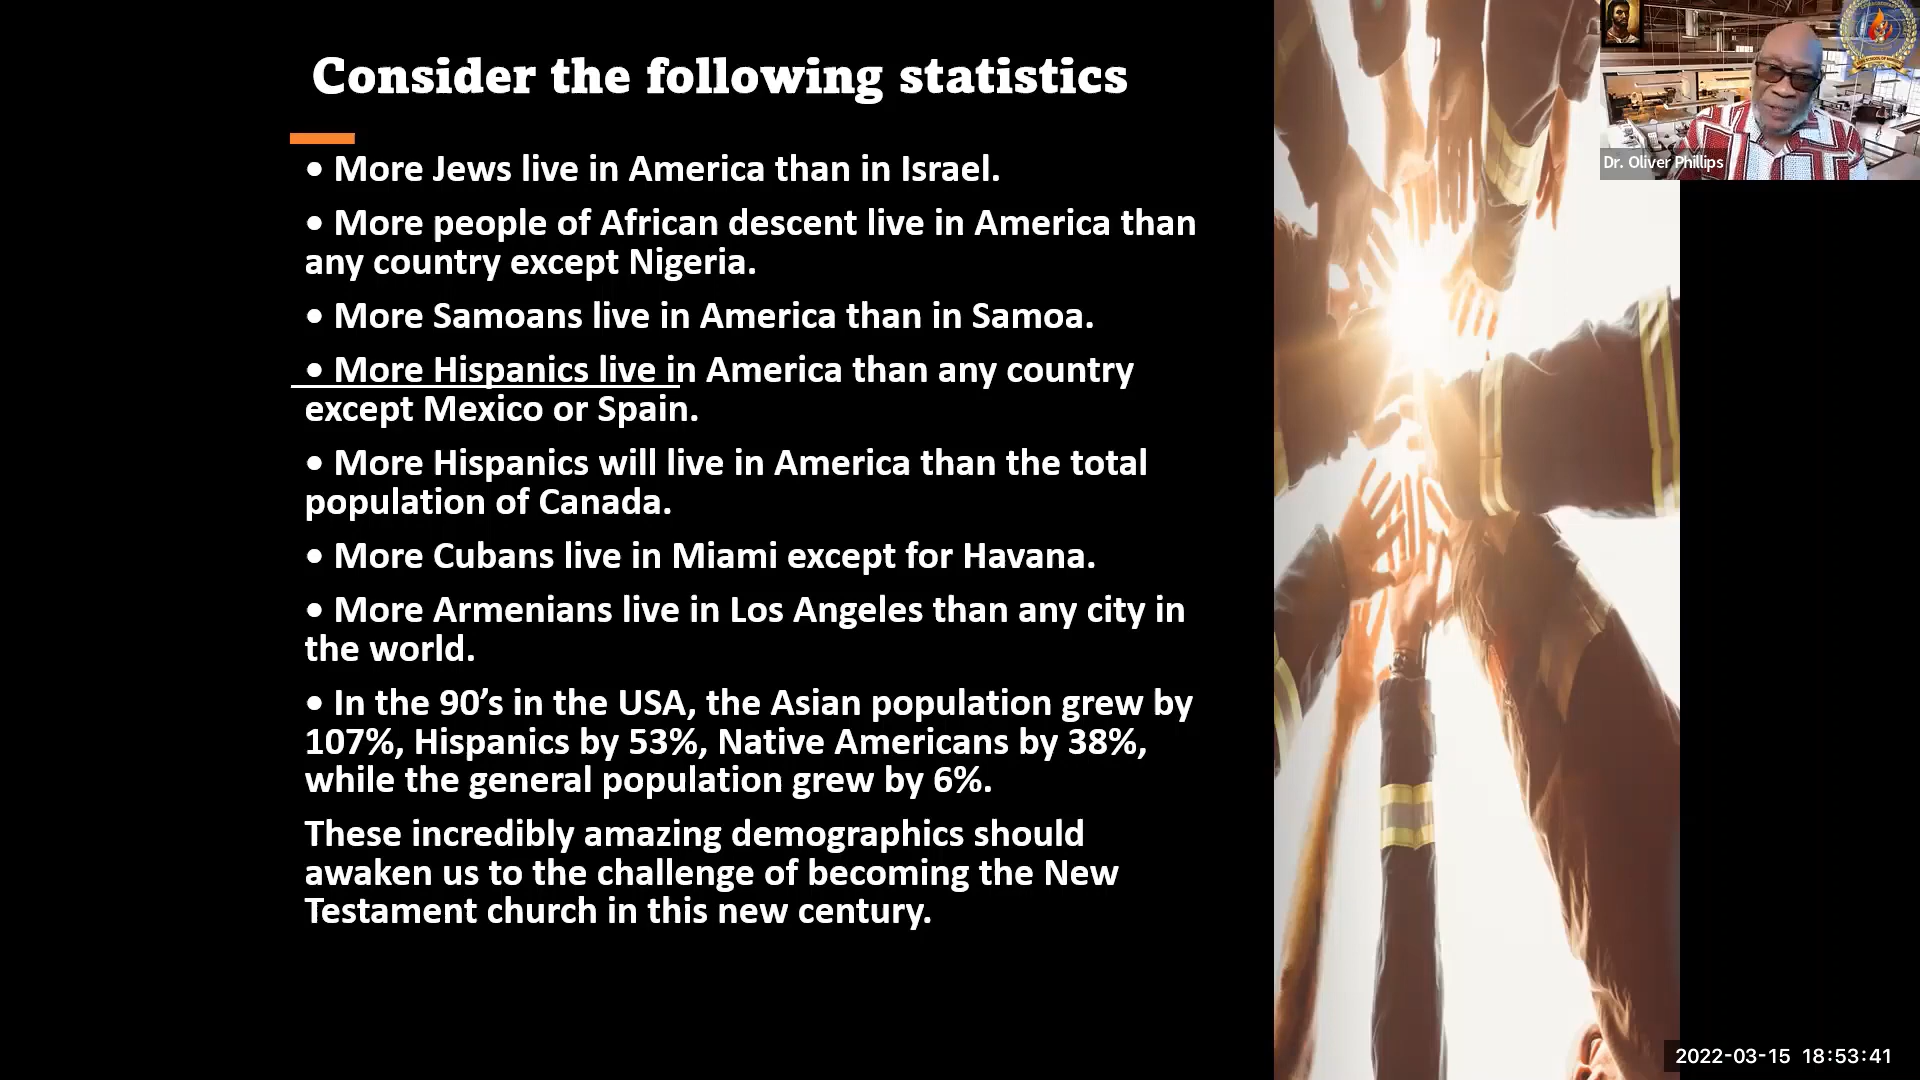 Consider the following statistics
• More Jews live in America than in Israel.
• More people of African descent live in America than
any country except Nigeria.
• More Samoans live in America than in Samoa.
• More Hispanics live in America than any country
except Mexico or Spain.
• More Hispanics will live in America than the total
population of Canada.
• More Cubans live in Miami except for Havana.
• More Armenians live in Los Angeles than any city in
the world.
• In the 90’s in the USA, the Asian population grew by
107%, Hispanics by 53%, Native Americans by 38%,
while the general population grew by 6%.
These incredibly amazing demographics should
awaken us to the challenge of becoming the New
Testament church in this new century.
Dr. Oliver Phillips
2022-03-15 18:53:41